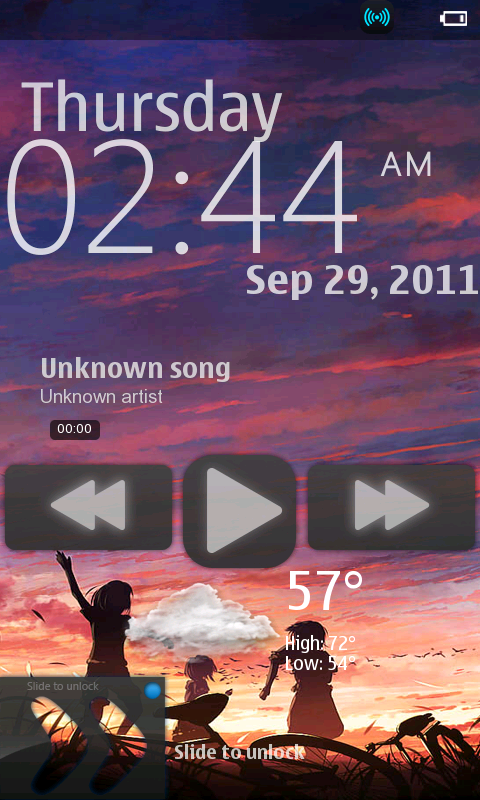 Thursday
02:44 AM
Sep 29, 2011
Unknown song
Unknown artist
00:00
57°
High: 72°
Low: 54°
Slide to unlock
Slide to unlock